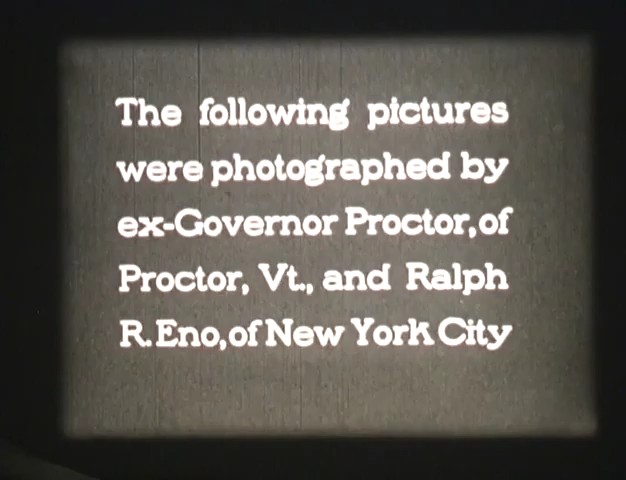 The following pictures
were photographed by
ex-Governor Proctor, of
Proctor, Vt., and Ralph
R. Eno, of New York City